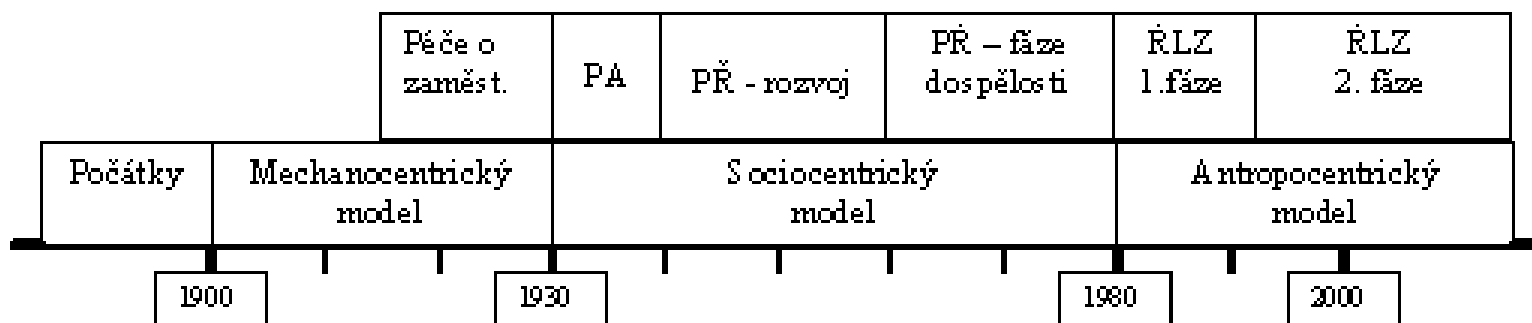 Péče o
zaměst.
PA
PŘ - rozvoj
PŘ – fáze
dospělosti
ŘLZ
1.fáze
ŘLZ
2. fáze
Počátky
Mechanocentrický
model
Sociocentrický
model
Antropocentrický
model
1900
1930
1980
2000